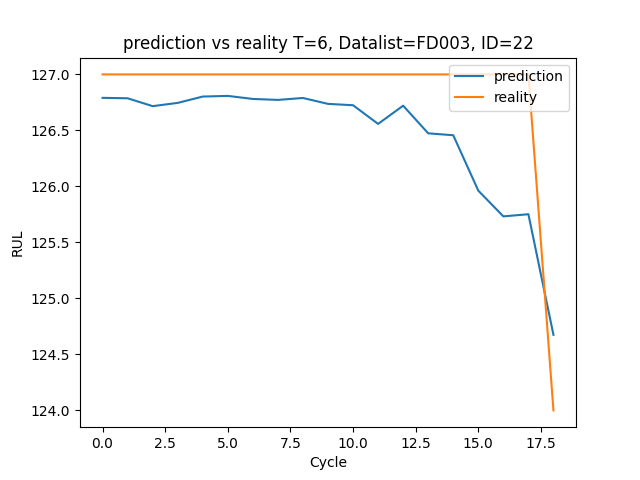 prediction vs reality T=6, Datalist=FD003, ID=22
127.0
126.5
126.0
125.5
125.0
124.5
124.0
RUL
prediction
reality
0.0 2.5 5.0 7.5 10.0 12.5 15.0 17.5
Cycle